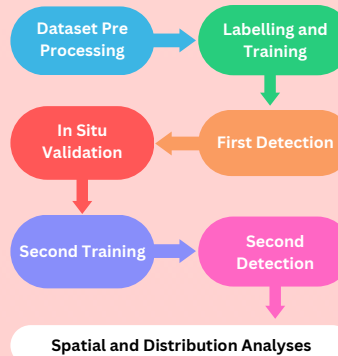 Dataset Pre
Processing
Labelling and
Training
First Detection
In Situ
Validation
Second Training
Second
Detection
Spatial and Distribution Analyses